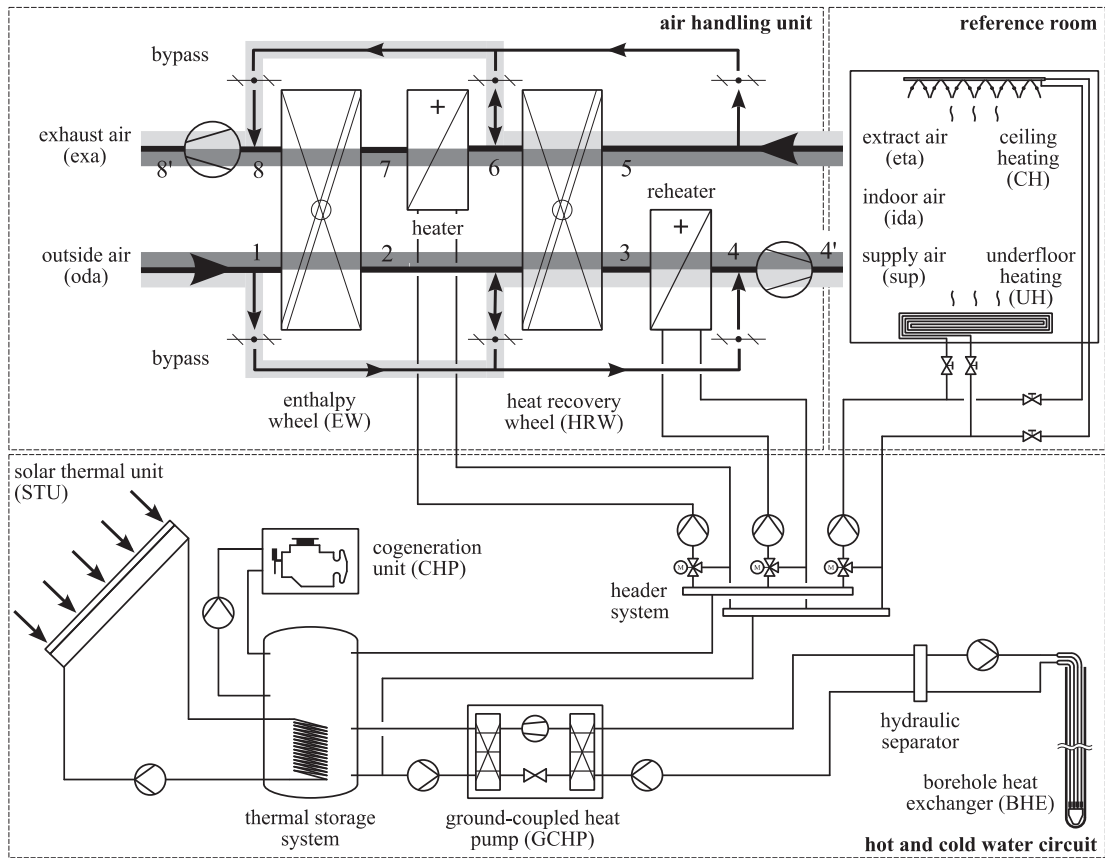 air handling unit
reference room
bypass
exhaust air
(exa)
8'
8
7
6
5
+
heater
reheater
+
outside air
(oda)
1
2
3
4
4'
bypass
enthalpy
wheel (EW)
heat recovery
wheel (HRW)
extract air
(eta)
ceiling
heating
(CH)
indoor air
(ida)
supply air
(sup)
underfloor
heating
(UH)
solar thermal unit
(STU)
cogeneration
unit (CHP)
header
system
M
M
M
thermal storage
system
ground-coupled heat
pump (GCHP)
hydraulic
separator
borehole heat
exchanger (BHE)
hot and cold water circuit